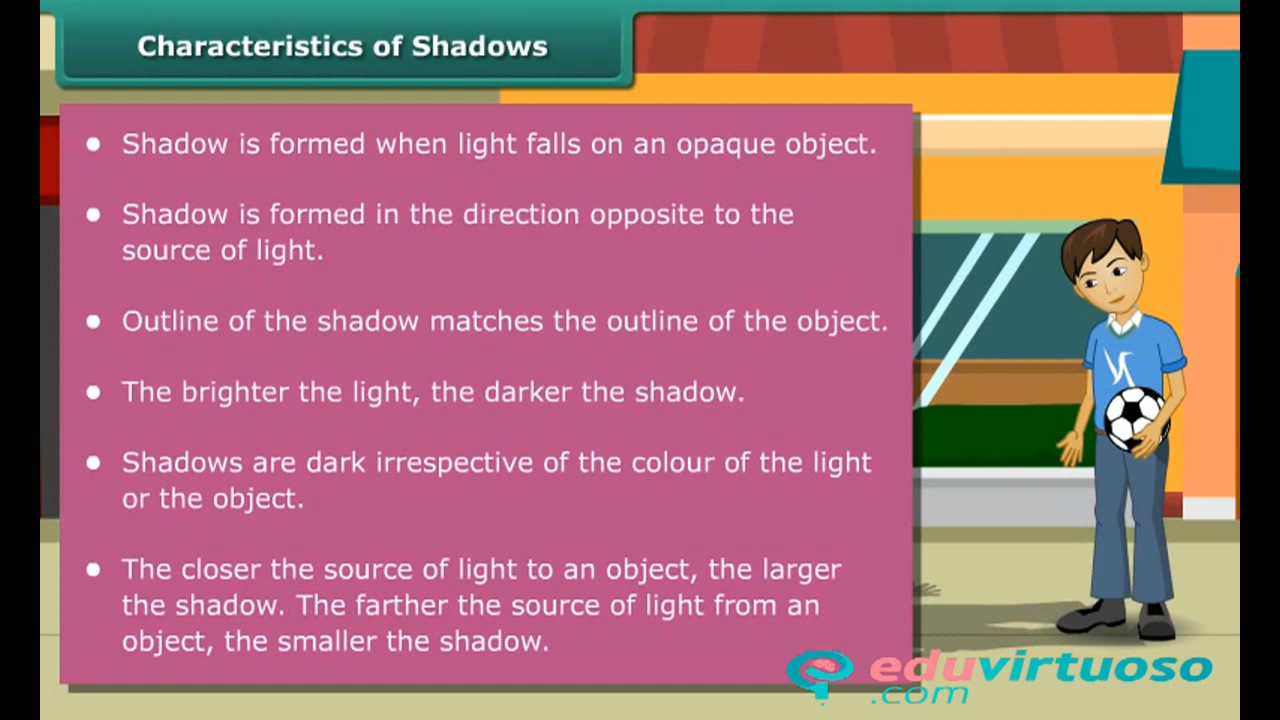 Characteristics of Shadows
● Shadow is formed when light falls on an opaque object.
● Shadow is formed in the direction opposite to the
source of light.
● Outline of the shadow matches the outline of the object.
● The brighter the light, the darker the shadow.
● Shadows are dark irrespective of the colour of the light
or the object.
● The closer the source of light to an object, the larger
the shadow. The farther the source of light from an
object, the smaller the shadow.
eduvirtuoso
.com